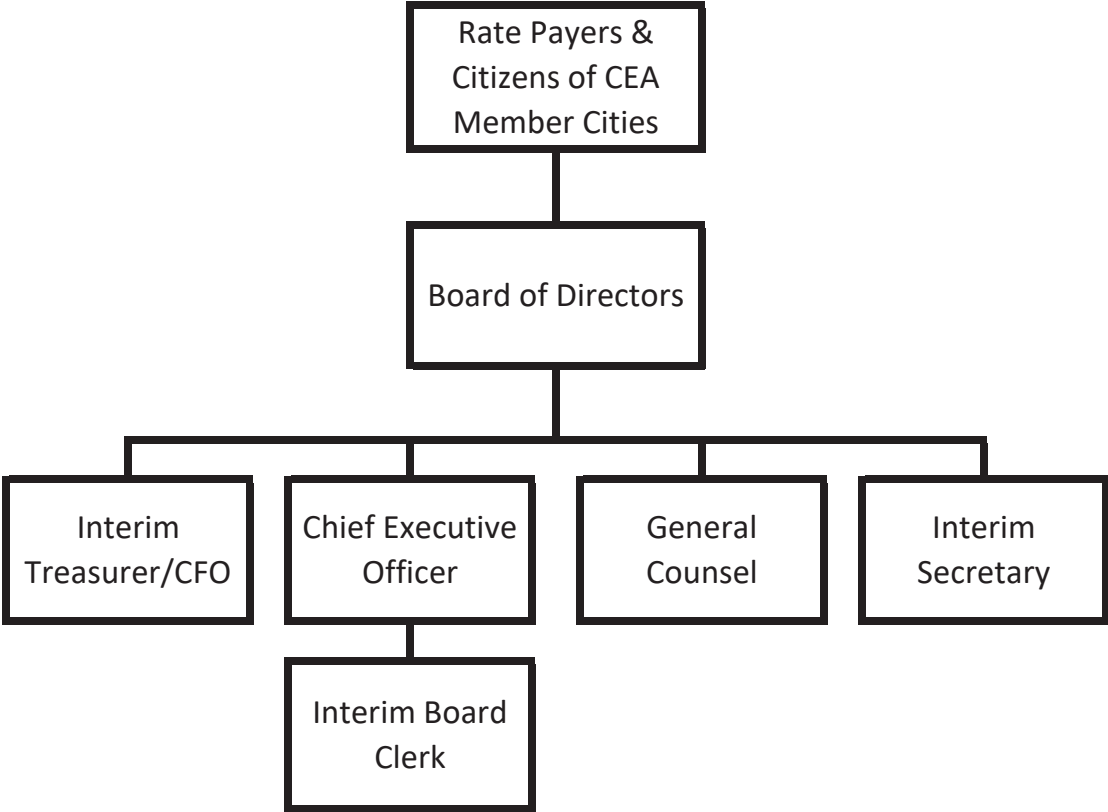 Rate Payers &
Citizens of CEA
Member Cities
Board of Directors
Interim
Treasurer/CFO
Chief Executive
Officer
General
Counsel
Interim
Secretary
Interim Board
Clerk